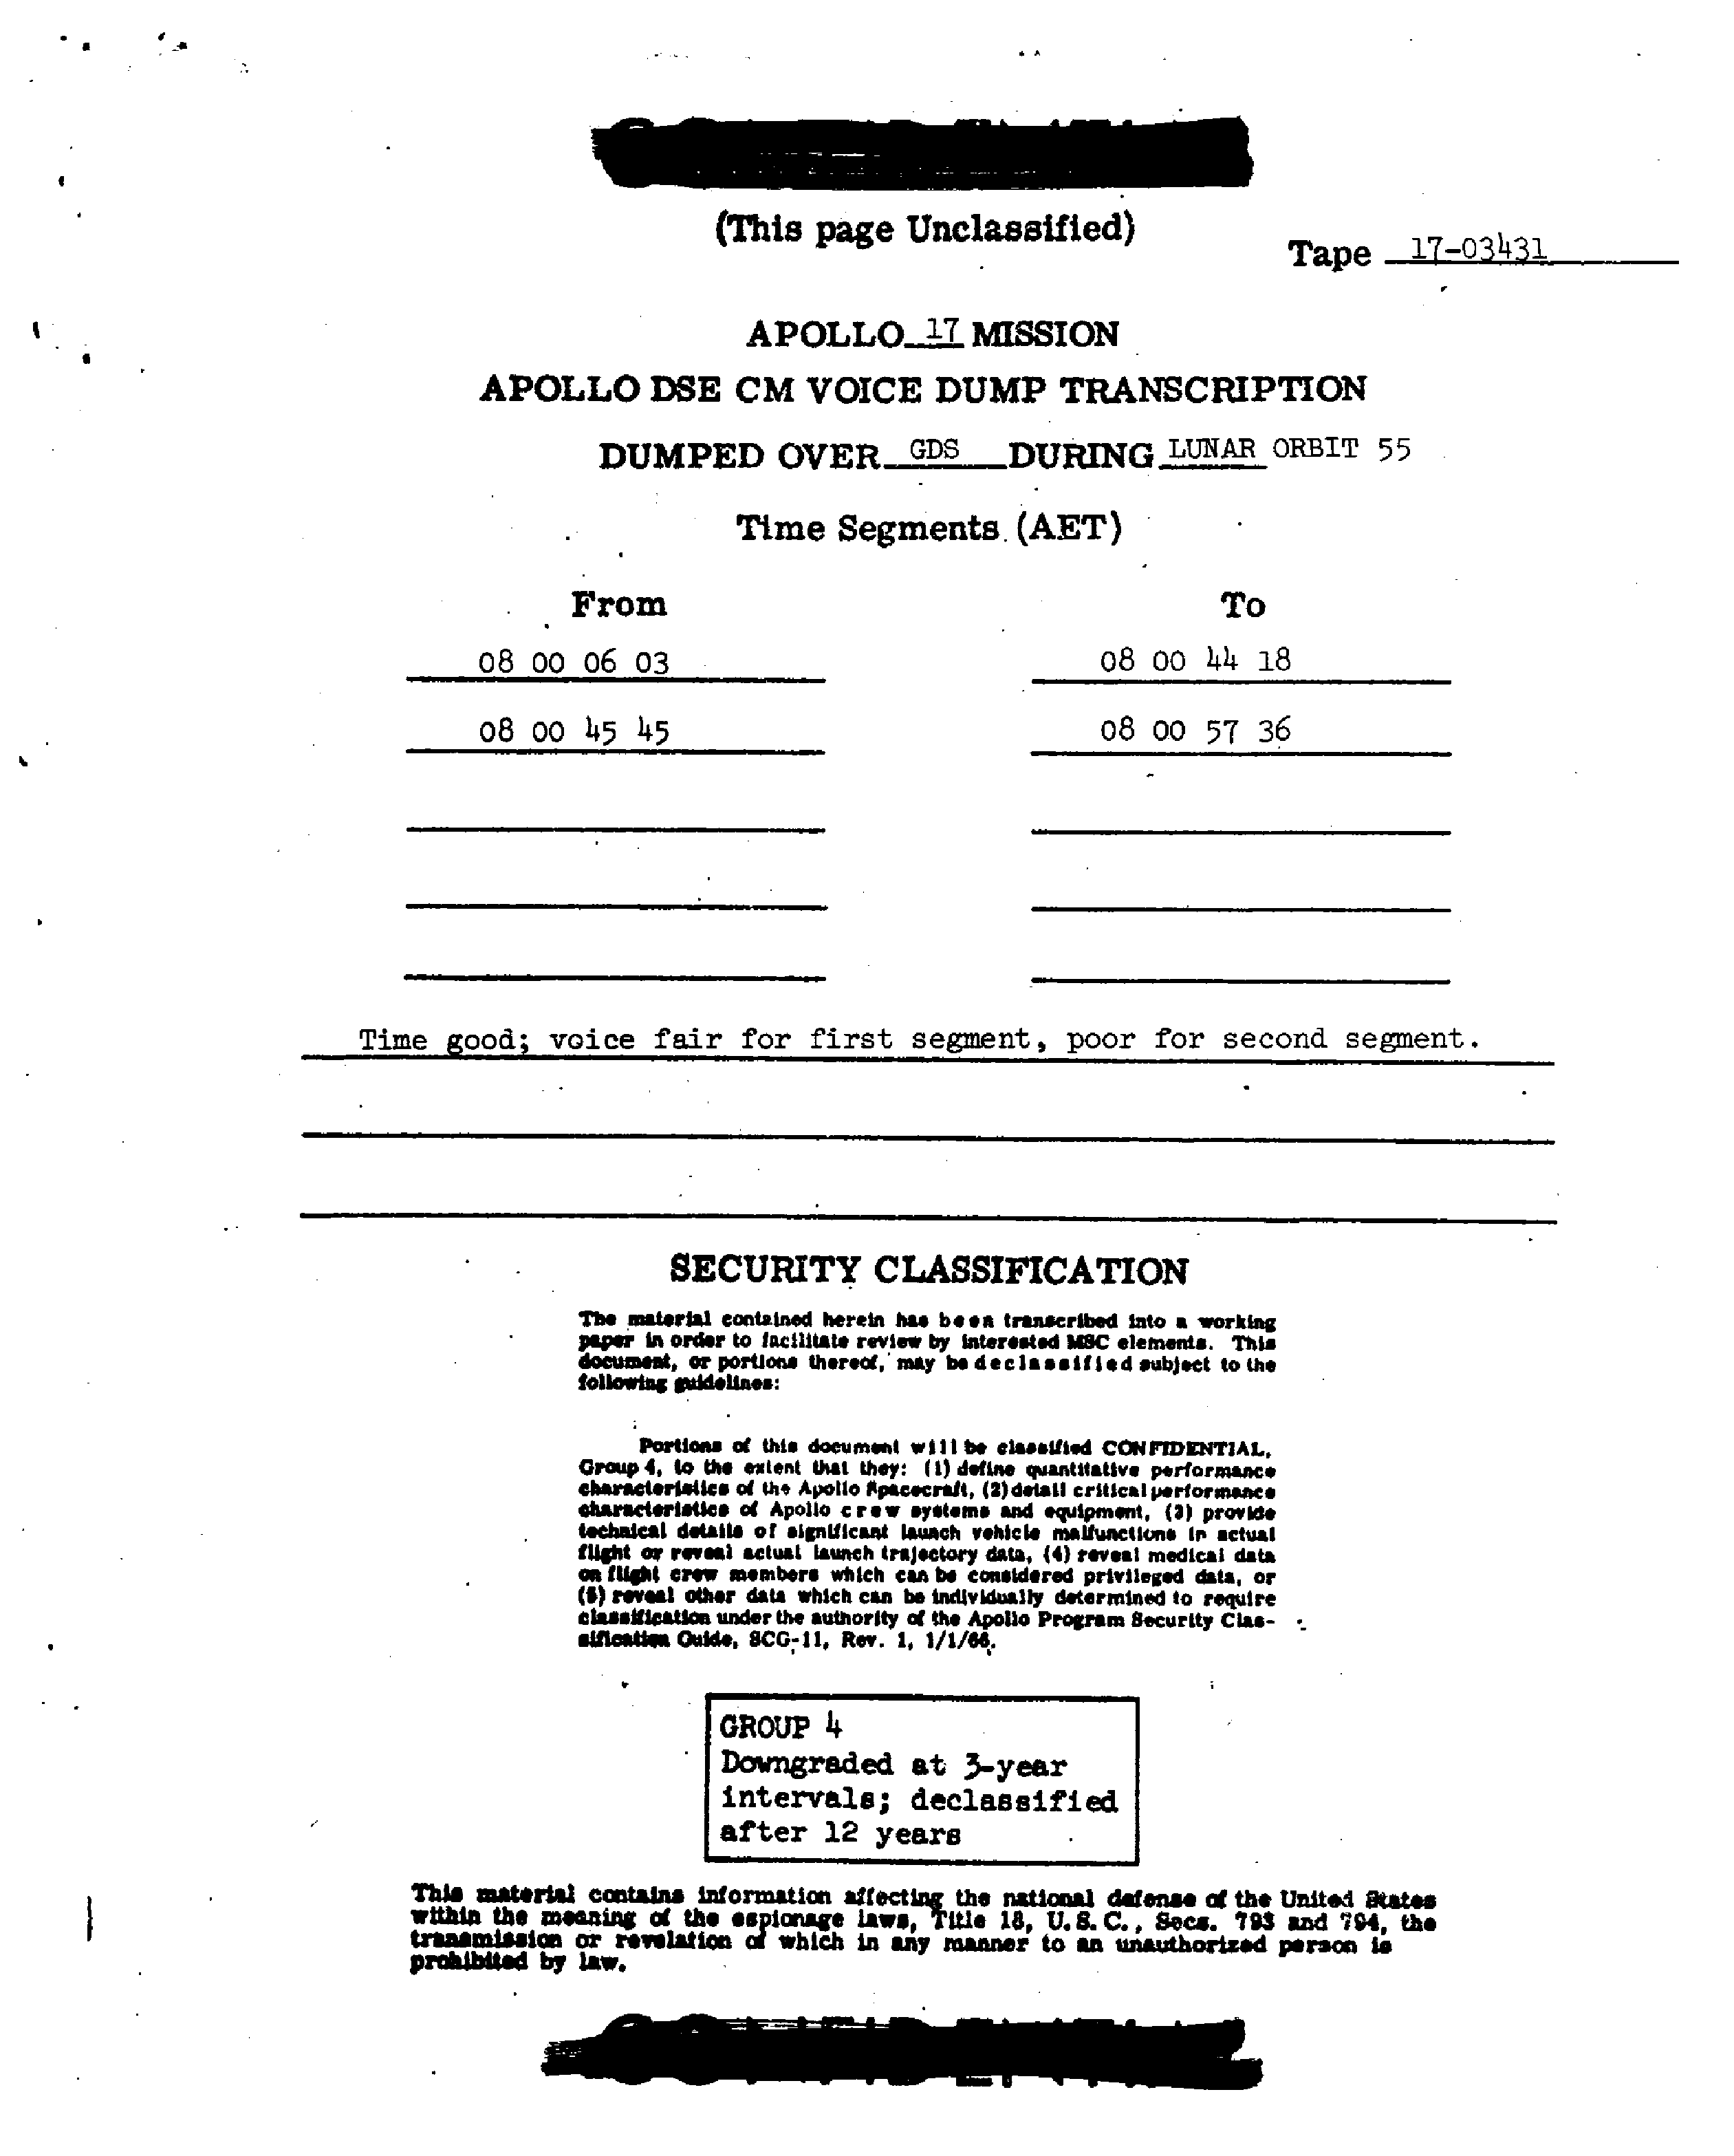 (This page Unclassified)
Tape 17-03431
APOLLO 17 MISSION
APOLLO DSE CM VOICE DUMP TRANSCRIPTION
DUMPED OVER GDS DURING LUNAR ORBIT 55
Time Segments (AET)
From To
08 00 06 03 08 00 44 18
08 00 45 45 08 00 57 36
Time good; voice fair for first segment, poor for second segment.
SECURITY CLASSIFICATION
The material contained herein has been transcribed into a working
paper in order to facilitate review by interested MSC elements. This
document, or portions thereof, may be declassified subject to the
following guidelines:
Portions of this document will be classified CONFIDENTIAL,
Group 4, to the extent that they: (1) define quantitative performance
characteristics of the Apollo Spacecraft, (2) detail critical performance
characteristics of Apollo crew systems and equipment, (3) provide
technical details of significant launch vehicle malfunctions in actual
flight or reveal actual launch trajectory data, (4) reveal medical data
on flight crew members which can be considered privileged data, or
(5) reveal other data which can be individually determined to require
classification under the authority of the Apollo Program Security Clas-
sification Guide, SCG-11, Rev. 1, 1/1/66.
GROUP 4
Downgraded at 3-year
intervals; declassified
after 12 years
This material contains information affecting the national defense of the United States
within the meaning of the espionage laws, Title 18, U.S.C., Secs. 793 and 794, the
transmission or revelation of which in any manner to an unauthorized person is
prohibited by law.